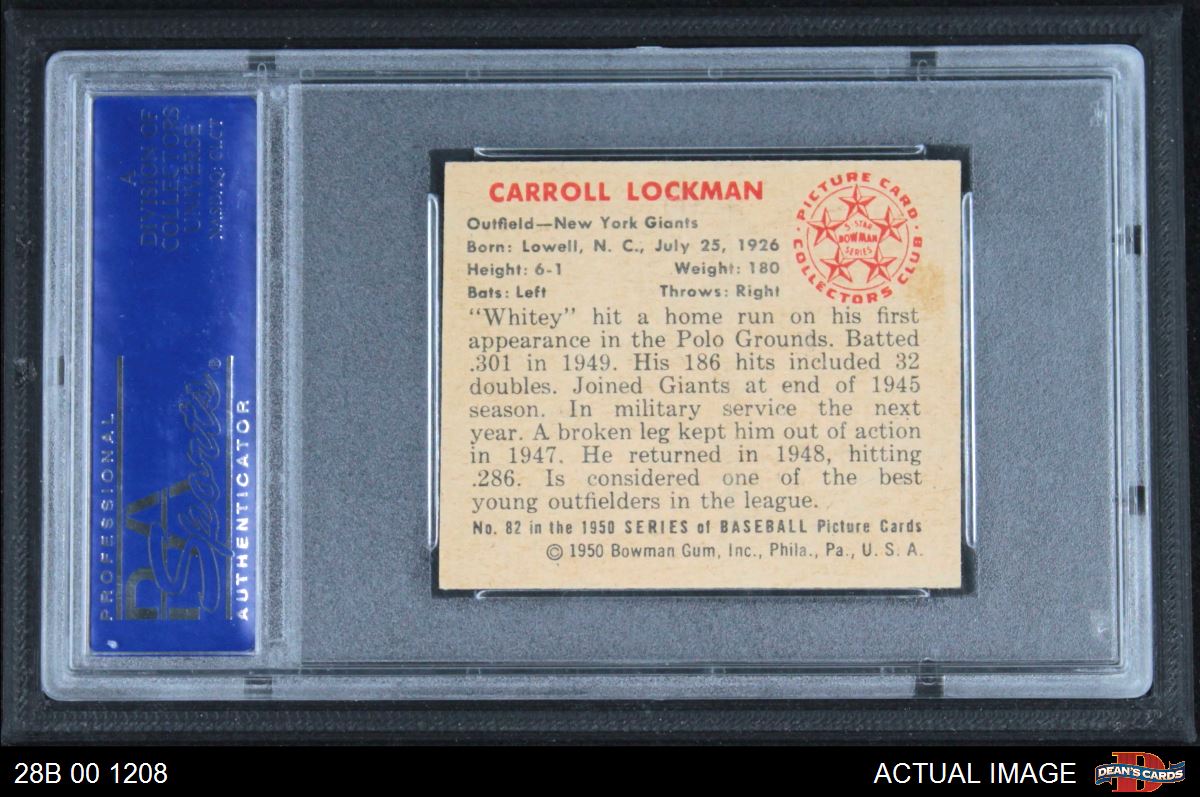 A
DIVISION OF
COLLECTORS
UNIVERSE
NASDAQ: CLCT
PROFESSIONAL
PSA
Sports®
AUTHENTICATOR
CARROLL LOCKMAN
Outfield—New York Giants
Born: Lowell, N. C., July 25, 1926
Height: 6-1 Weight: 180
Bats: Left Throws: Right
PICTURE CARD
5-STAR
BOWMAN
SERIES
COLLECTORS CLUB
"Whitey" hit a home run on his first
appearance in the Polo Grounds. Batted
.301 in 1949. His 186 hits included 32
doubles. Joined Giants at end of 1945
season. In military service the next
year. A broken leg kept him out of action
in 1947. He returned in 1948, hitting
.286. Is considered one of the best
young outfielders in the league.
No. 82 in the 1950 SERIES of BASEBALL Picture Cards
© 1950 Bowman Gum, Inc., Phila., Pa., U. S. A.
28B 00 1208
ACTUAL IMAGE
D
DEAN'S CARDS